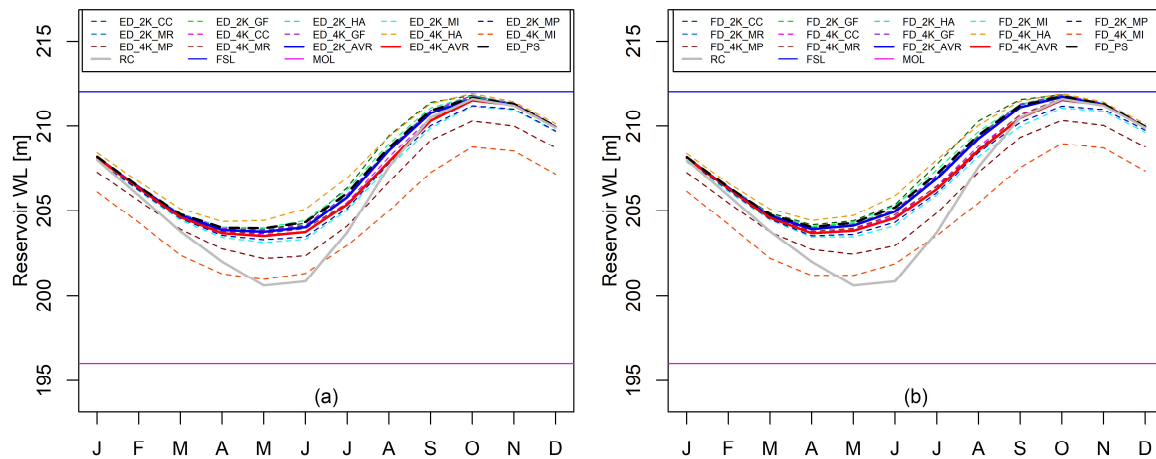 ED_2K_CC ED_2K_GF ED_2K_HA ED_2K_MI ED_2K_MP
ED_2K_MR ED_4K_CC ED_4K_GF ED_4K_HA ED_4K_MI
ED_4K_MP ED_4K_MR ED_2K_AVR ED_4K_AVR ED_PS
RC FSL MOL
215
210
205
200
195
Reservoir WL [m]
(a)
J F M A M J J A S O N D
FD_2K_CC FD_2K_GF FD_2K_HA FD_2K_MI FD_2K_MP
FD_2K_MR FD_4K_CC FD_4K_GF FD_4K_HA FD_4K_MI
FD_4K_MP FD_4K_MR FD_2K_AVR FD_4K_AVR FD_PS
RC FSL MOL
215
210
205
200
195
Reservoir WL [m]
(b)
J F M A M J J A S O N D